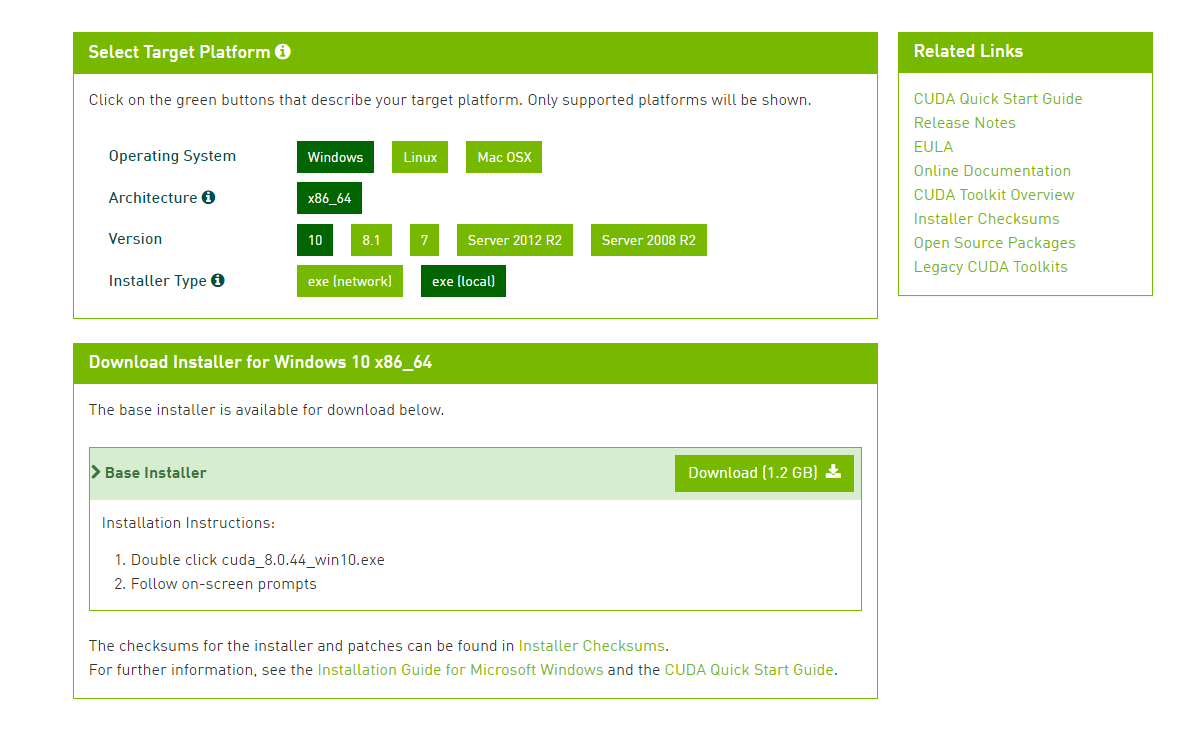 Select Target Platform
Click on the green buttons that describe your target platform. Only supported platforms will be shown.
Operating System Windows Linux Mac OSX
Architecture x86_64
Version 10 8.1 7 Server 2012 R2 Server 2008 R2
Installer Type exe (network) exe (local)
Download Installer for Windows 10 x86_64
The base installer is available for download below.
Base Installer Download (1.2 GB)
Installation Instructions:
1. Double click cuda_8.0.44_win10.exe
2. Follow on-screen prompts
The checksums for the installer and patches can be found in Installer Checksums.
For further information, see the Installation Guide for Microsoft Windows and the CUDA Quick Start Guide.
Related Links
CUDA Quick Start Guide
Release Notes
EULA
Online Documentation
CUDA Toolkit Overview
Installer Checksums
Open Source Packages
Legacy CUDA Toolkits